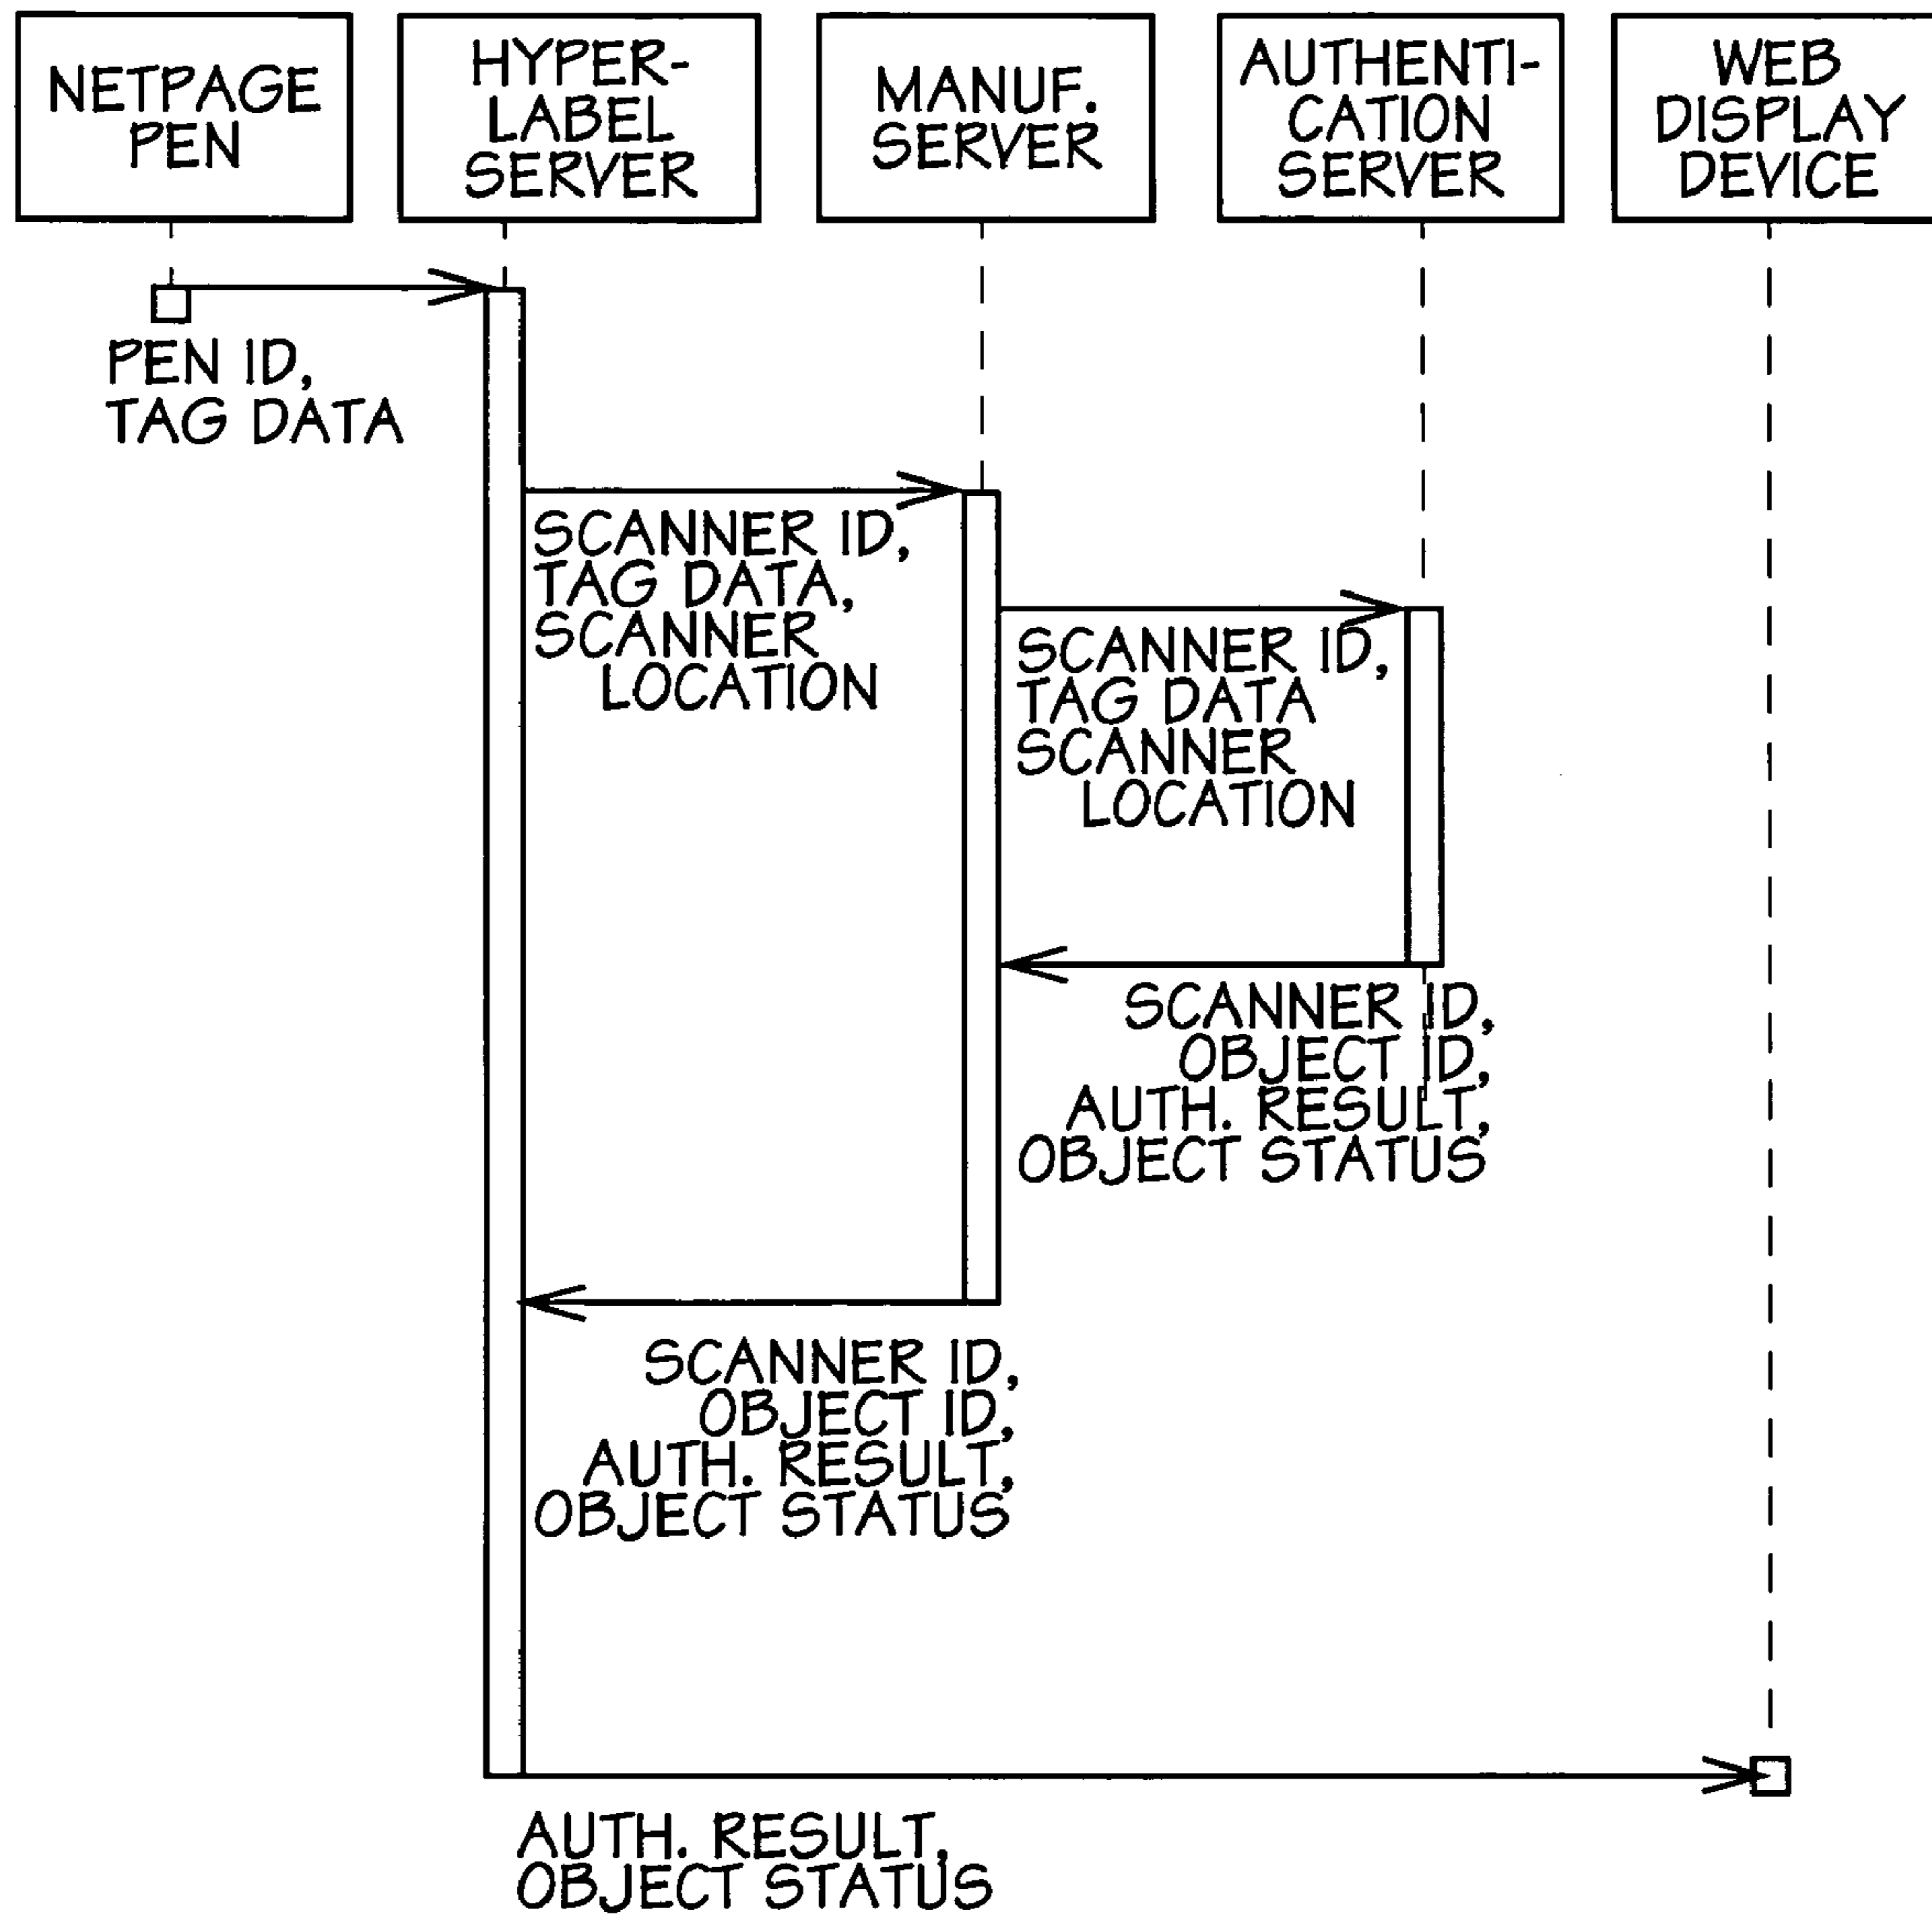 NETPAGE
PEN
HYPER-
LABEL
SERVER
MANUF.
SERVER
AUTHENTI-
CATION
SERVER
WEB
DISPLAY
DEVICE
PEN ID,
TAG DATA
SCANNER ID,
TAG DATA,
SCANNER
LOCATION
SCANNER ID,
TAG DATA
SCANNER
LOCATION
SCANNER ID,
OBJECT ID,
AUTH. RESULT,
OBJECT STATUS
SCANNER ID,
OBJECT ID,
AUTH. RESULT,
OBJECT STATUS
AUTH. RESULT,
OBJECT STATUS